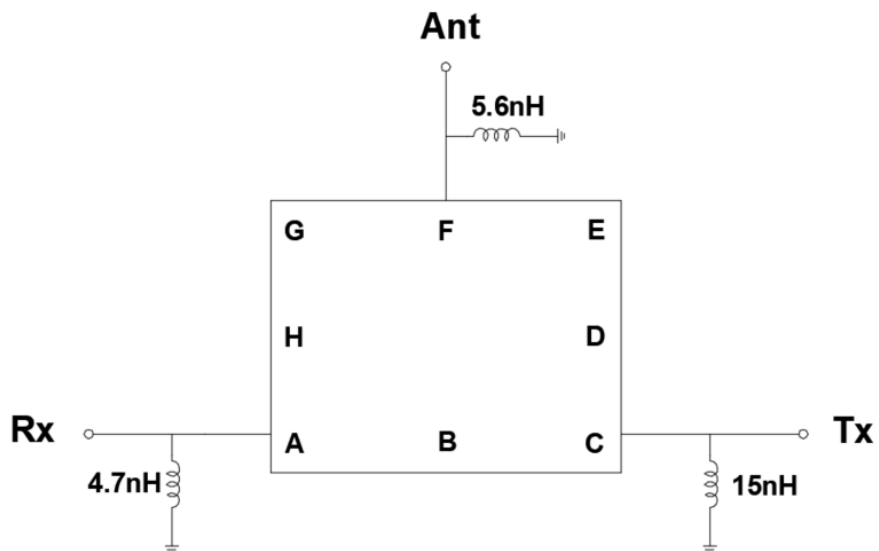 Ant
5.6nH
G F E
H D
Rx A B C Tx
4.7nH 15nH